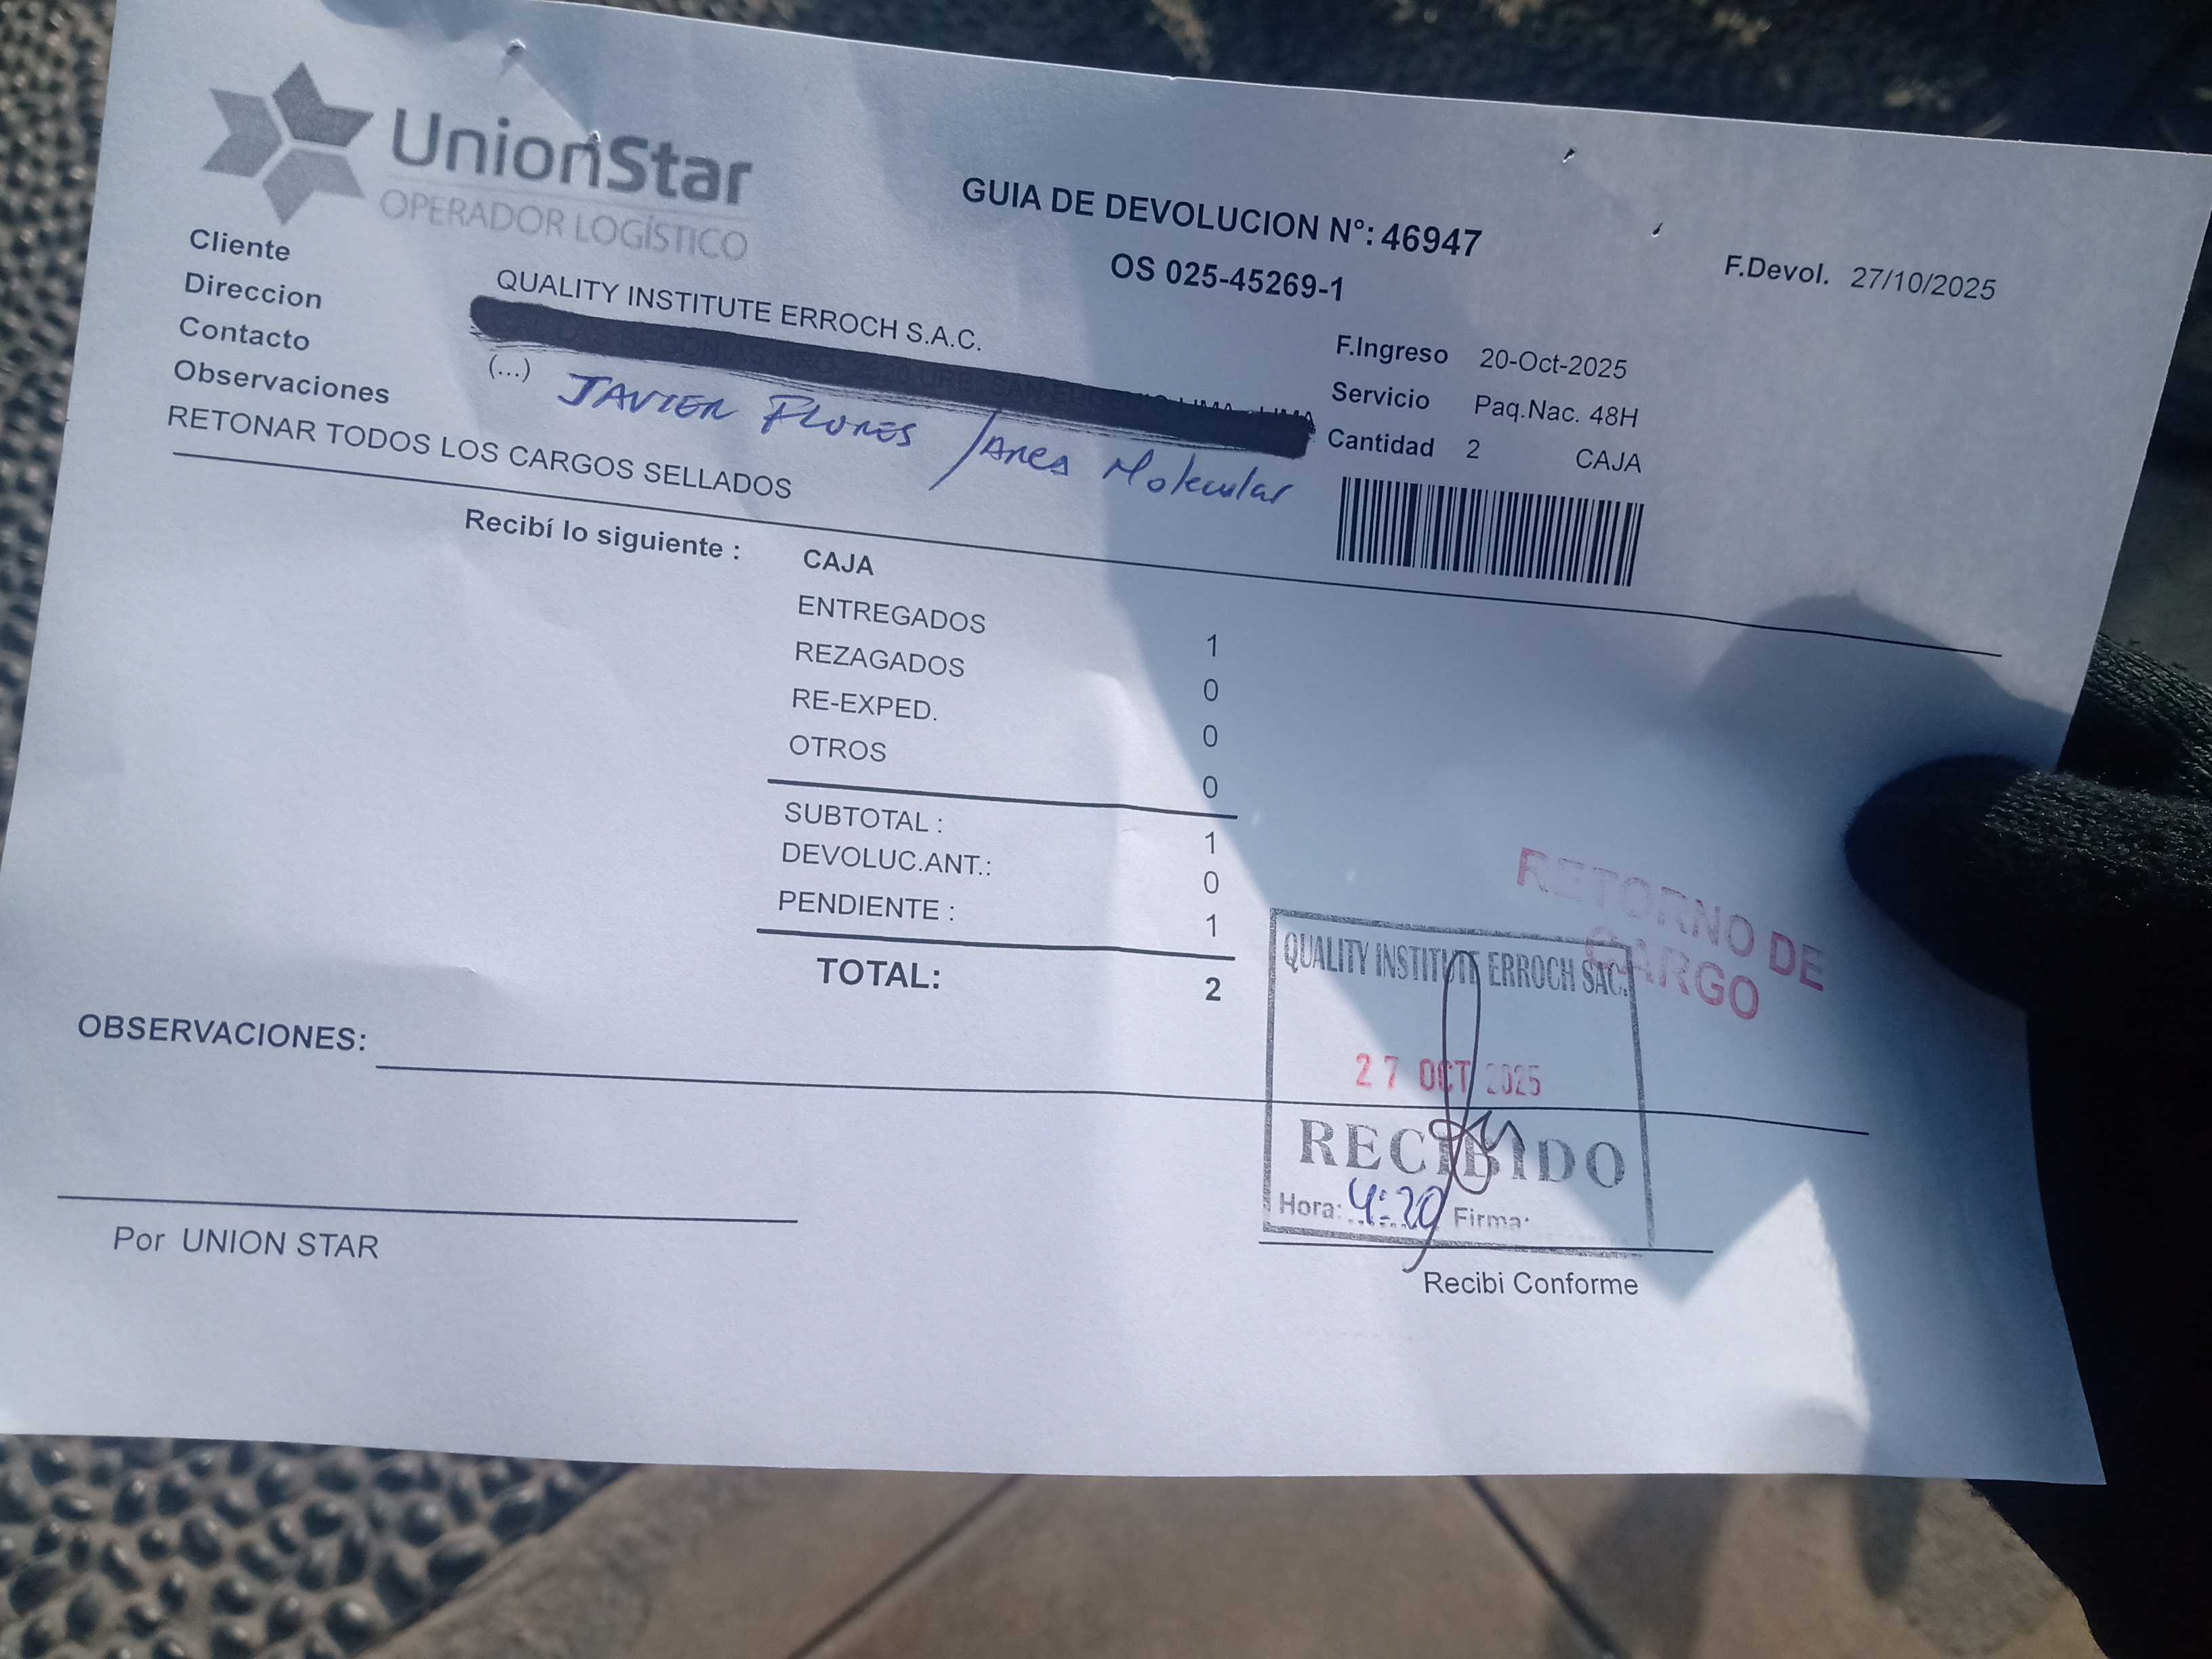 UnionStar
OPERADOR LOGÍSTICO
GUIA DE DEVOLUCION N°: 46947
OS 025-45269-1
F.Devol. 27/10/2025
Cliente QUALITY INSTITUTE ERROCH S.A.C.
Direccion
Contacto (...) JAVIER FLORES / Area Molecular
Observaciones
RETONAR TODOS LOS CARGOS SELLADOS
F.Ingreso 20-Oct-2025
Servicio Paq.Nac. 48H
Cantidad 2 CAJA
Recibí lo siguiente : CAJA
ENTREGADOS 1
REZAGADOS 0
RE-EXPED. 0
OTROS 0
SUBTOTAL : 1
DEVOLUC.ANT.: 0
PENDIENTE : 1
TOTAL: 2
RETORNO DE
CARGO
QUALITY INSTITUTE ERROCH SAC.
27 OCT 2025
RECIBIDO
Hora: 4:20 Firma:
OBSERVACIONES:
Por UNION STAR
Recibi Conforme